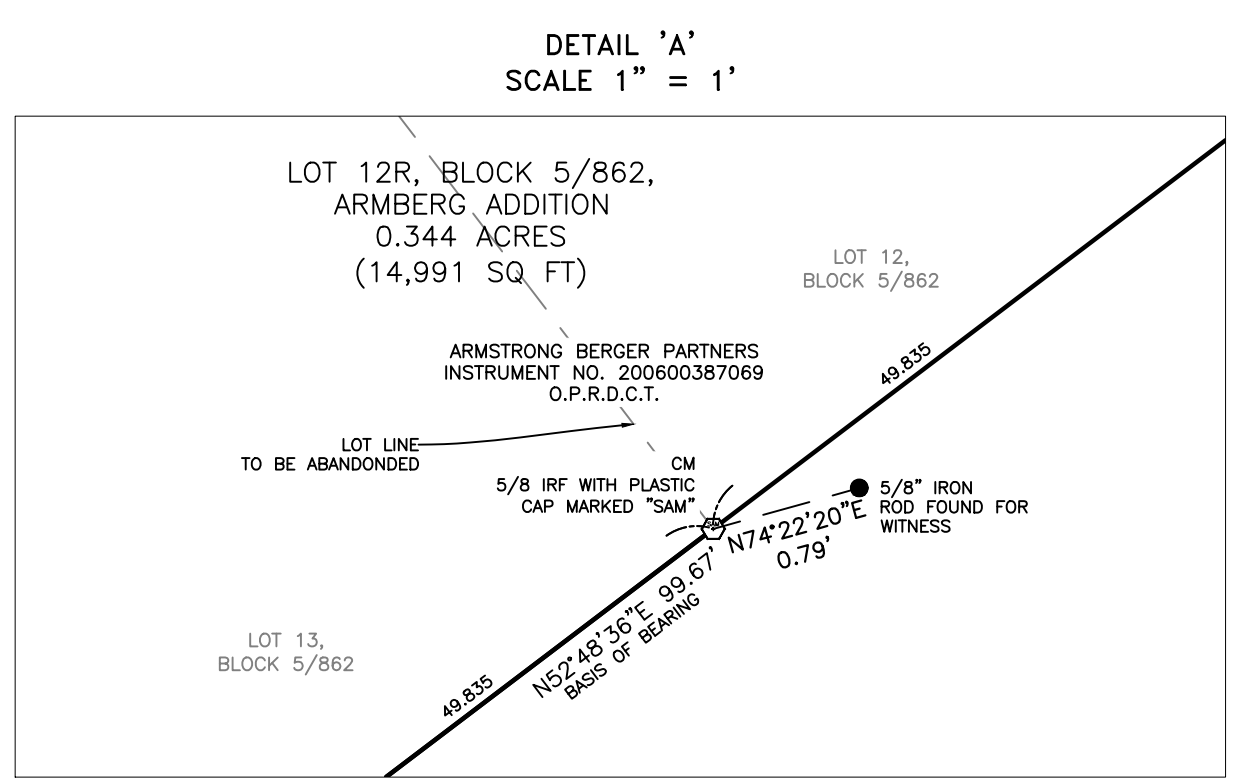 DETAIL 'A'
SCALE 1" = 1'
LOT 12R, BLOCK 5/862,
ARMBERG ADDITION
0.344 ACRES
(14,991 SQ FT)
LOT 12,
BLOCK 5/862
ARMSTRONG BERGER PARTNERS
INSTRUMENT NO. 200600387069
O.P.R.D.C.T.
49.835
LOT LINE
TO BE ABANDONDED
CM
5/8 IRF WITH PLASTIC
CAP MARKED "SAM"
SAM
5/8" IRON
ROD FOUND FOR
WITNESS
N74°22'20"E
0.79'
N52°48'36"E 99.67'
BASIS OF BEARING
LOT 13,
BLOCK 5/862
49.835